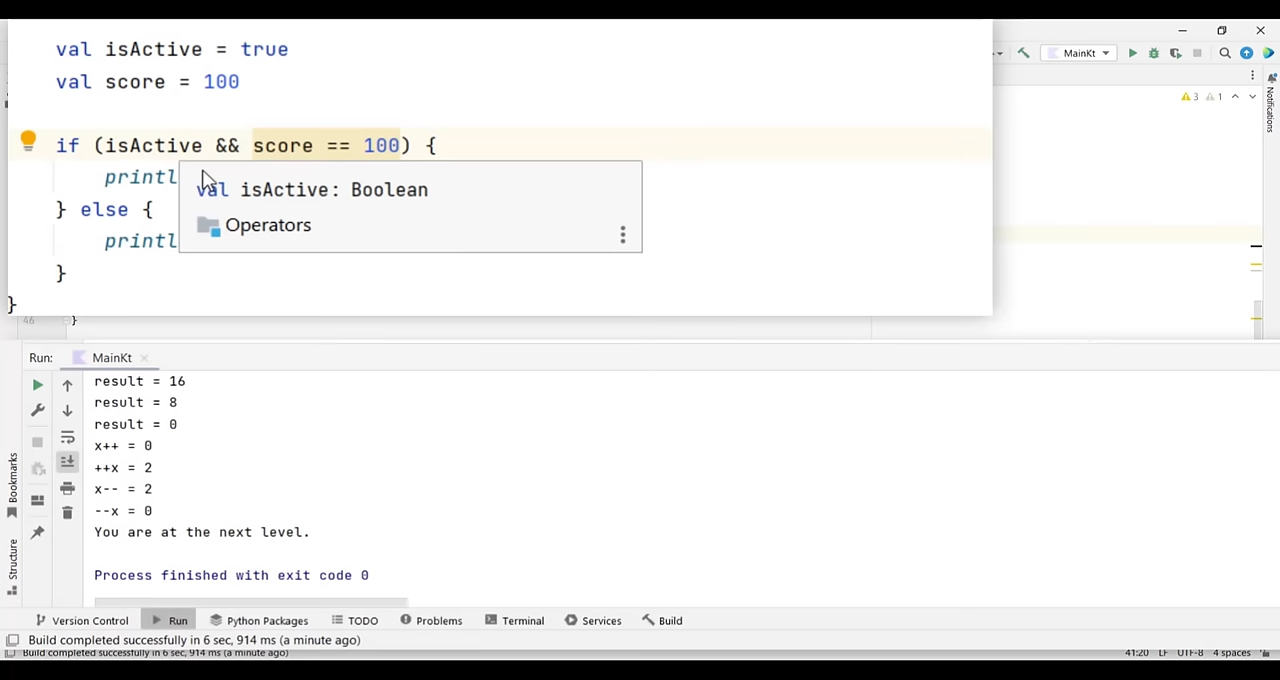 val isActive = true
val score = 100
if (isActive && score == 100) {
printl
val isActive: Boolean
} else {
Operators
printl
}
}
46 }
MainKt
3 1
Notifications
Run: MainKt
result = 16
result = 8
result = 0
x++ = 0
++x = 2
x-- = 2
--x = 0
You are at the next level.
Process finished with exit code 0
Bookmarks
Structure
Version Control Run Python Packages TODO Problems Terminal Services Build
Build completed successfully in 6 sec, 914 ms (a minute ago)
Build completed successfully in 6 sec, 914 ms (a minute ago) 41:20 LF UTF-8 4 spaces